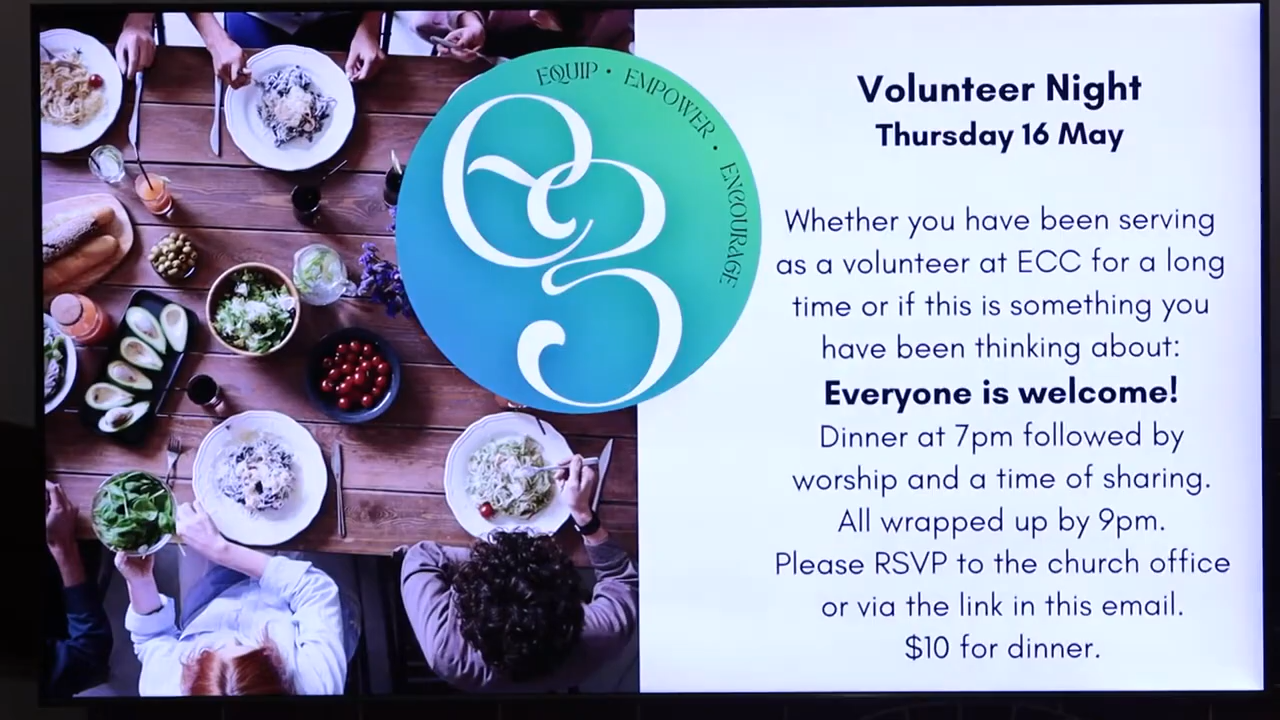 EQUIP • EMPOWER • ENCOURAGE
e3
Volunteer Night
Thursday 16 May
Whether you have been serving
as a volunteer at ECC for a long
time or if this is something you
have been thinking about:
Everyone is welcome!
Dinner at 7pm followed by
worship and a time of sharing.
All wrapped up by 9pm.
Please RSVP to the church office
or via the link in this email.
$10 for dinner.